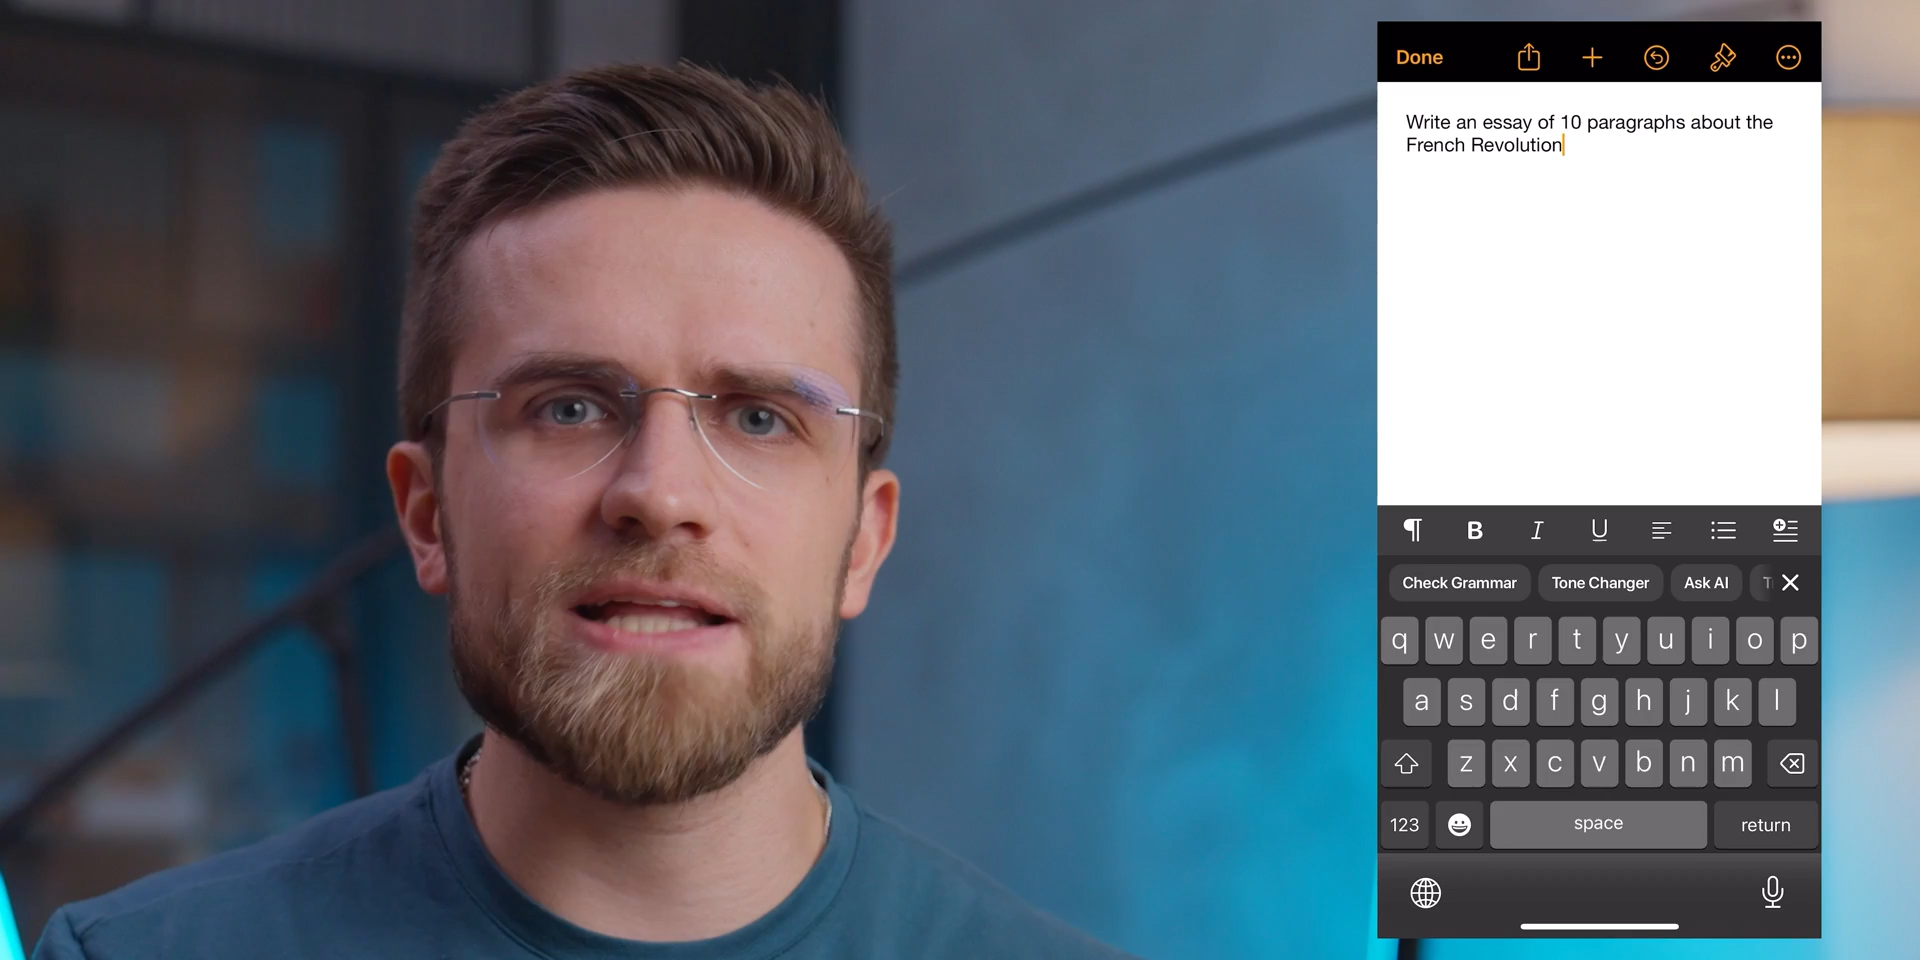 Done
Write an essay of 10 paragraphs about the
French Revolution
B I U
Check Grammar Tone Changer Ask AI
q w e r t y u i o p
a s d f g h j k l
z x c v b n m
123 space return